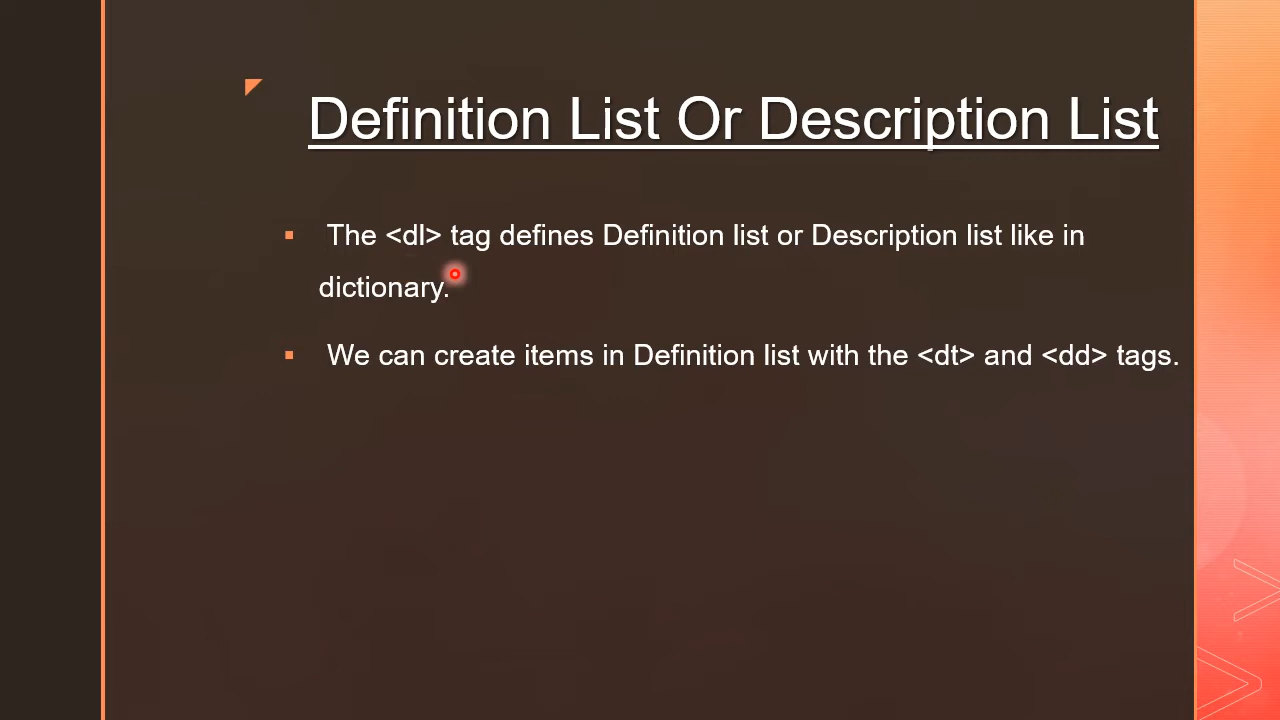 Definition List Or Description List
▪ The <dl> tag defines Definition list or Description list like in
dictionary.
▪ We can create items in Definition list with the <dt> and <dd> tags.